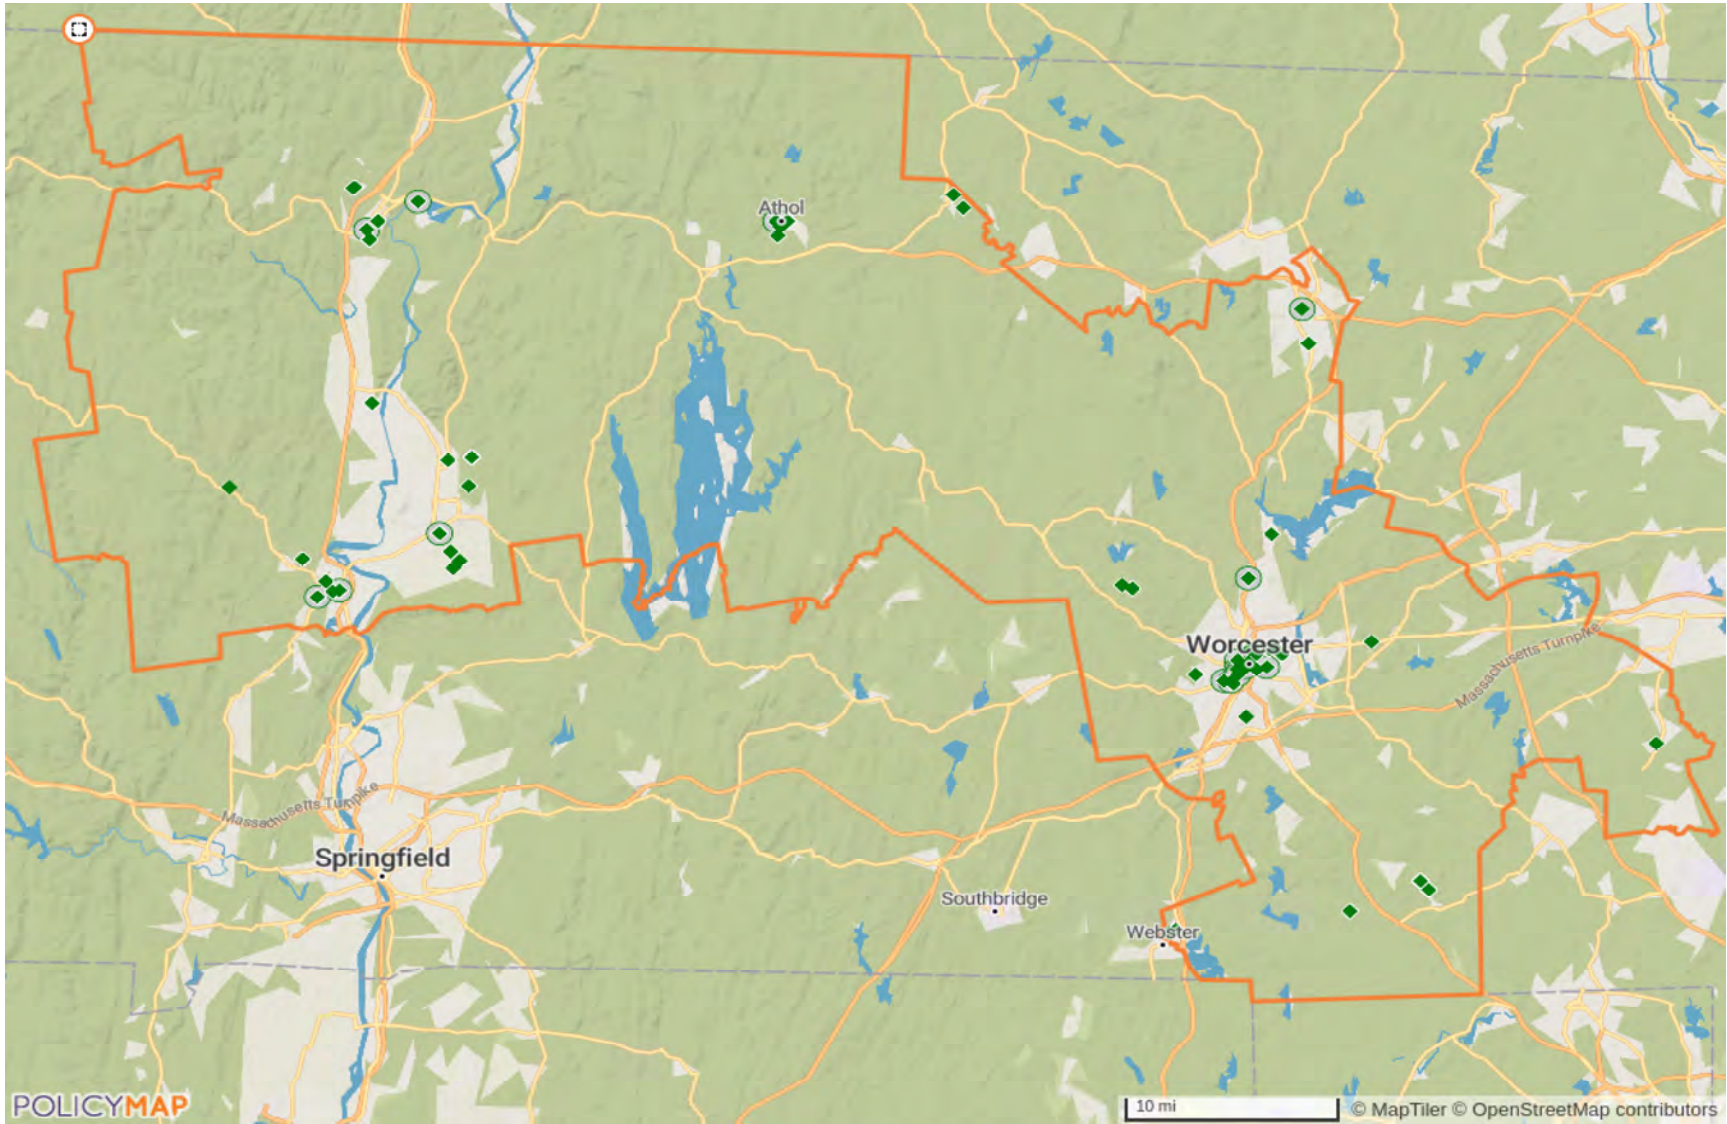 Athol
Worcester
Massachusetts Turnpike
Massachusetts Turnpike
Springfield
Southbridge
Webster
POLICYMAP
10 mi
© MapTiler © OpenStreetMap contributors